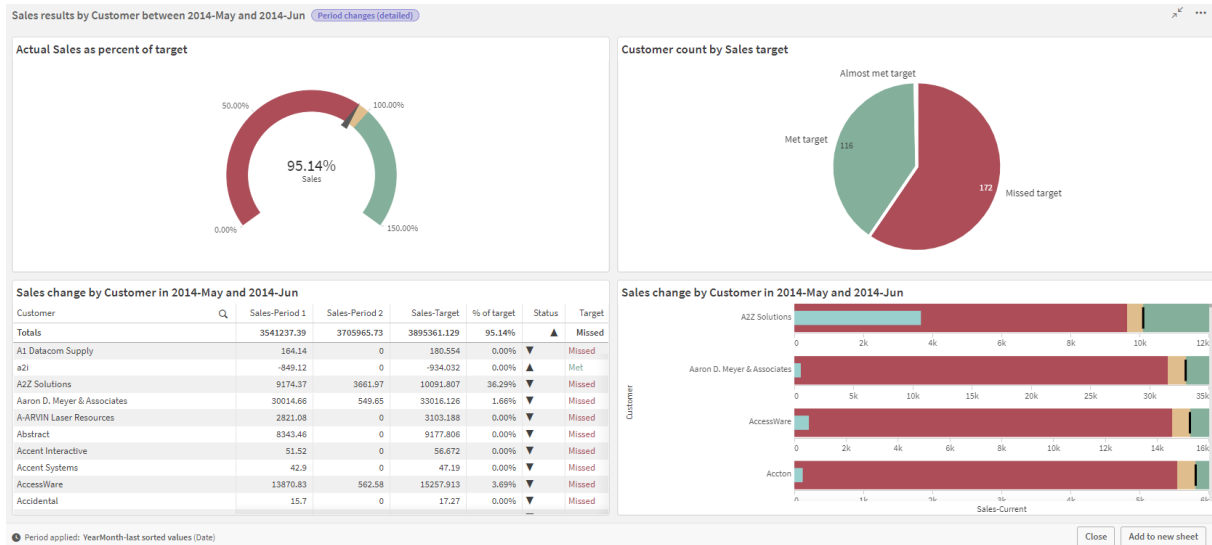 Sales results by Customer between 2014-May and 2014-Jun Period changes (detailed)
Actual Sales as percent of target
50.00%
100.00%
95.14%
Sales
0.00%
150.00%
Customer count by Sales target
Almost met target
Met target
116
172
Missed target
Sales change by Customer in 2014-May and 2014-Jun
Customer Sales-Period 1 Sales-Period 2 Sales-Target % of target Status Target
Totals 3541237.39 3705965.73 3895361.129 95.14% ▲ Missed
A1 Datacom Supply 164.14 0 180.554 0.00% ▼ Missed
a2i -849.12 0 -934.032 0.00% ▲ Met
A2Z Solutions 9174.37 3661.97 10091.807 36.29% ▼ Missed
Aaron D. Meyer & Associates 30014.66 549.65 33016.126 1.66% ▼ Missed
A-ARVIN Laser Resources 2821.08 0 3103.188 0.00% ▼ Missed
Abstract 8343.46 0 9177.806 0.00% ▼ Missed
Accent Interactive 51.52 0 56.672 0.00% ▼ Missed
Accent Systems 42.9 0 47.19 0.00% ▼ Missed
AccessWare 13870.83 562.58 15257.913 3.69% ▼ Missed
Accidental 15.7 0 17.27 0.00% ▼ Missed
Sales change by Customer in 2014-May and 2014-Jun
Customer
A2Z Solutions
0 2k 4k 6k 8k 10k 12k
Aaron D. Meyer & Associates
0 5k 10k 15k 20k 25k 30k 35k
AccessWare
0 2k 4k 6k 8k 10k 12k 14k 16k
Accton
0 1k 2k 3k 4k 5k 6k
Sales-Current
Period applied: YearMonth-last sorted values (Date)
Close Add to new sheet